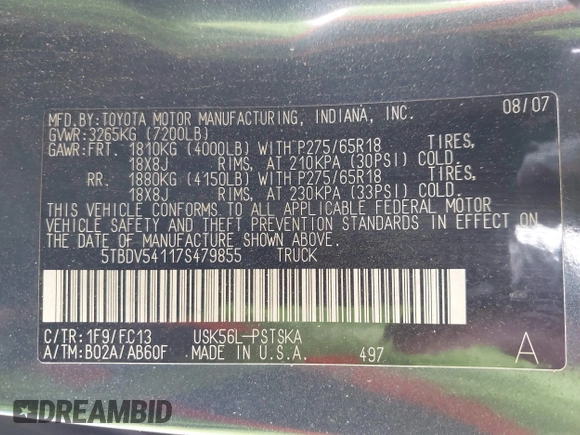 MFD.BY:TOYOTA MOTOR MANUFACTURING, INDIANA, INC. 08/07
GVWR:3265KG (7200LB)
GAWR:FRT. 1810KG (4000LB) WITH P275/65R18 TIRES,
18X8J RIMS, AT 210KPA (30PSI) COLD.
RR. 1880KG (4150LB) WITH P275/65R18 TIRES,
18X8J RIMS, AT 230KPA (33PSI) COLD.
THIS VEHICLE CONFORMS TO ALL APPLICABLE FEDERAL MOTOR
VEHICLE SAFETY AND THEFT PREVENTION STANDARDS IN EFFECT ON
THE DATE OF MANUFACTURE SHOWN ABOVE.
5TBDV54117S479855 TRUCK
C/TR:1F9/FC13 USK56L-PSTSKA
A/TM:B02A/AB60F MADE IN U.S.A. 497 A
DREAMBID